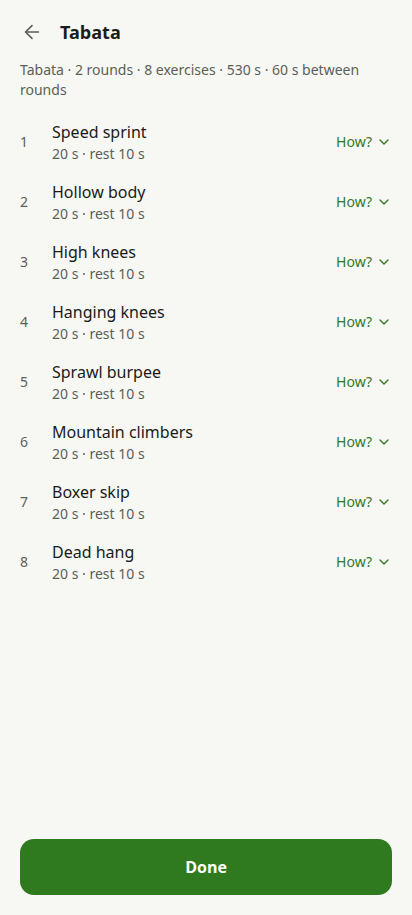 Tabata
Tabata · 2 rounds · 8 exercises · 530 s · 60 s between
rounds
1
Speed sprint
20 s · rest 10 s
How?
2
Hollow body
20 s · rest 10 s
How?
3
High knees
20 s · rest 10 s
How?
4
Hanging knees
20 s · rest 10 s
How?
5
Sprawl burpee
20 s · rest 10 s
How?
6
Mountain climbers
20 s · rest 10 s
How?
7
Boxer skip
20 s · rest 10 s
How?
8
Dead hang
20 s · rest 10 s
How?
Done